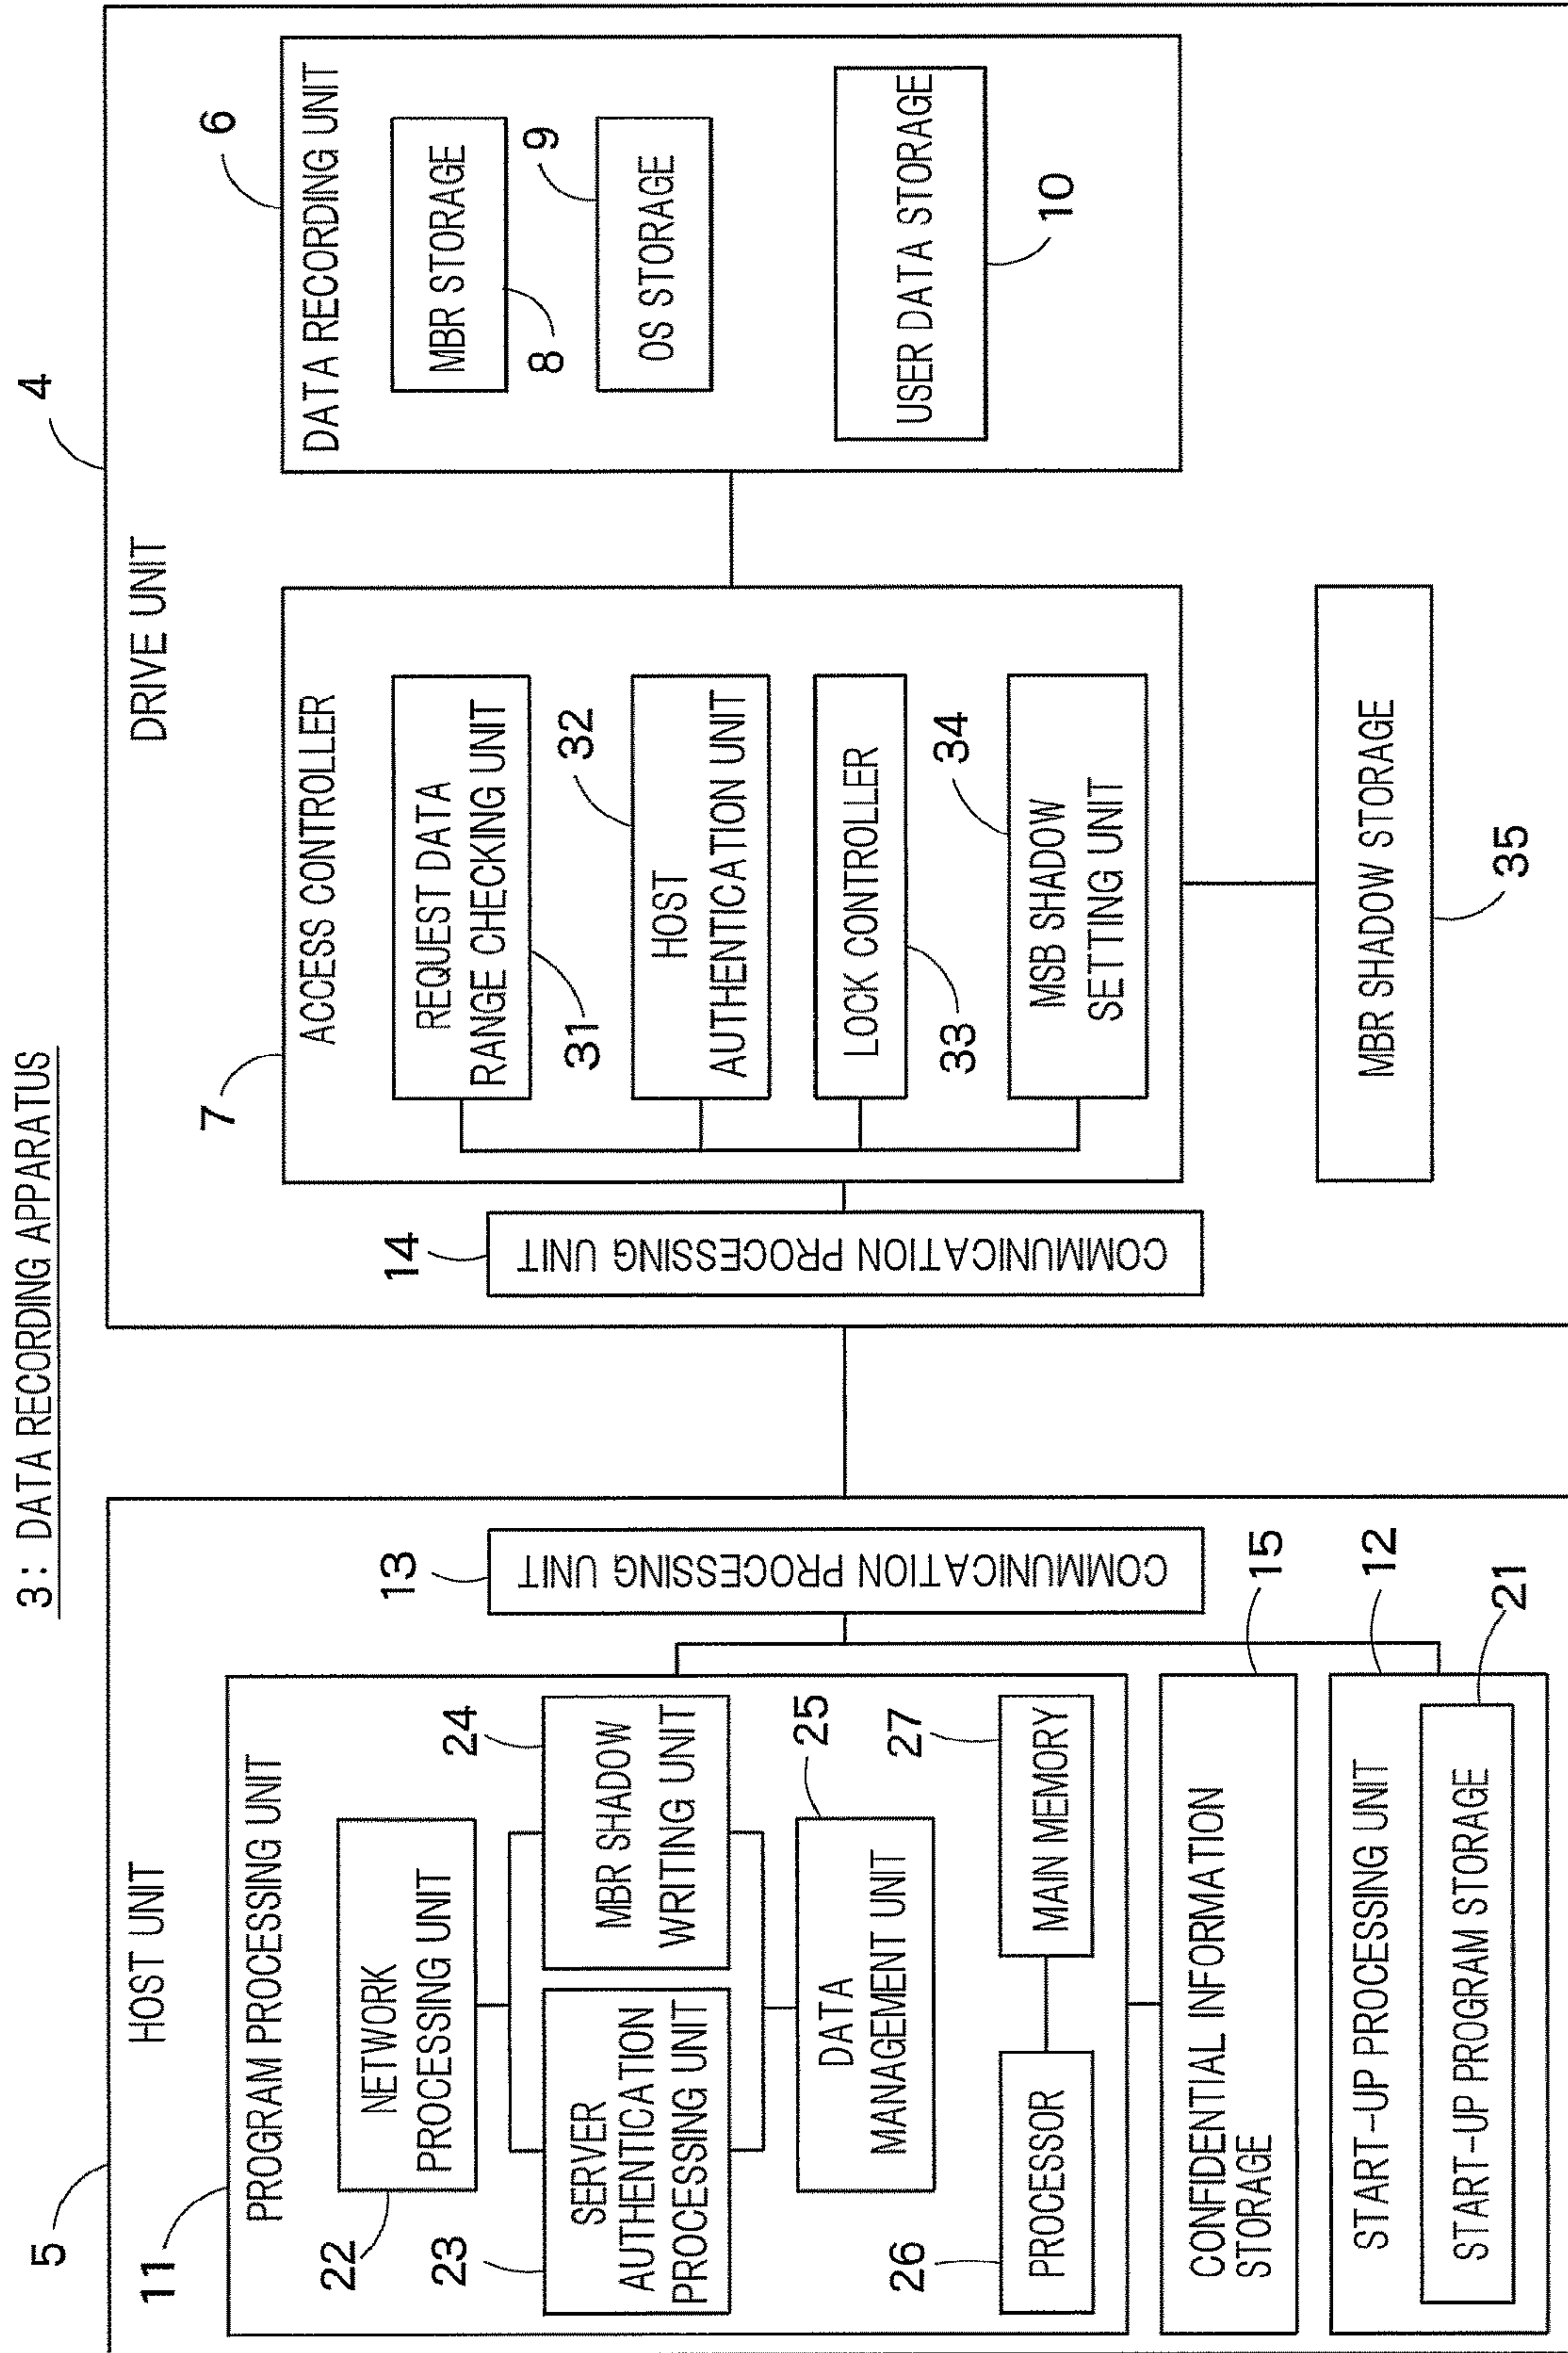 3: DATA RECORDING APPARATUS
5
HOST UNIT
11
PROGRAM PROCESSING UNIT
22
NETWORK
PROCESSING UNIT
23
SERVER
AUTHENTICATION
PROCESSING UNIT
24
MBR SHADOW
WRITING UNIT
25
DATA
MANAGEMENT UNIT
26
PROCESSOR
27
MAIN MEMORY
13
COMMUNICATION PROCESSING UNIT
CONFIDENTIAL INFORMATION
STORAGE
15
START-UP PROCESSING UNIT
12
START-UP PROGRAM STORAGE
21
4
DRIVE UNIT
14
COMMUNICATION PROCESSING UNIT
7
ACCESS CONTROLLER
REQUEST DATA
RANGE CHECKING UNIT
31
HOST
AUTHENTICATION UNIT
32
LOCK CONTROLLER
33
MSB SHADOW
SETTING UNIT
34
MBR SHADOW STORAGE
35
6
DATA RECORDING UNIT
MBR STORAGE
8
OS STORAGE
9
USER DATA STORAGE
10